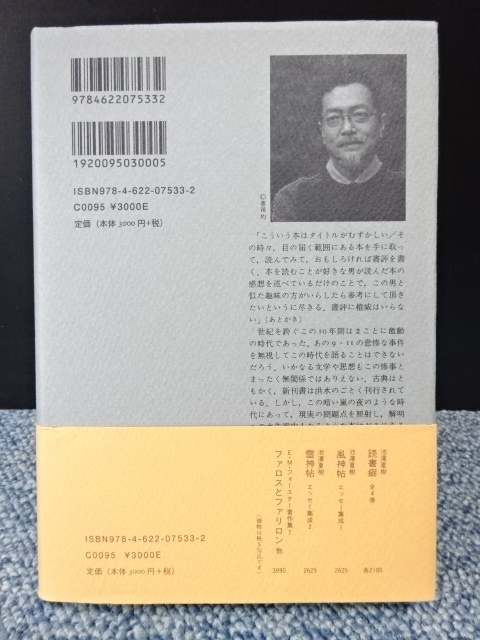 9784622075332
1920095030005
ISBN978-4-622-07533-2
C0095 ¥3000E
定価（本体3000円+税）
「こういう本はタイトルがむずかしい／そ
の時々、目の届く範囲にある本を手に取っ
て、読んでみて、おもしろければ書評を書
く。本を読むことが好きな男が読んだ本の
感想を述べているだけのことで、この男と
似た趣味の方がいらしたら参考にして頂き
たいというに尽きる。書評に権威はいらな
い」（あとがき）
世紀を跨ぐこの10年間はまことに激動
の時代であった。あの9・11の悲惨な事件
を無視してこの時代を語ることはできない
だろう。いかなる文学や思想もこの惨事と
まったく無関係ではありえない。古典はと
もかく、新刊書は洪水のごとく刊行されて
いる。しかし、この暗い嵐の夜のような時
代にあって、現実の問題点を照射し、解明
池澤夏樹
読書癖 全4巻
各2100
池澤夏樹
風神帖 エッセー集成1
2625
池澤夏樹
雷神帖 エッセー集成2
2625
E・M・フォースター著作集7
ファロスとファリロン 他
3990
（価格は税5%込です）
ISBN978-4-622-07533-2
C0095 ¥3000E
定価（本体3000円+税）